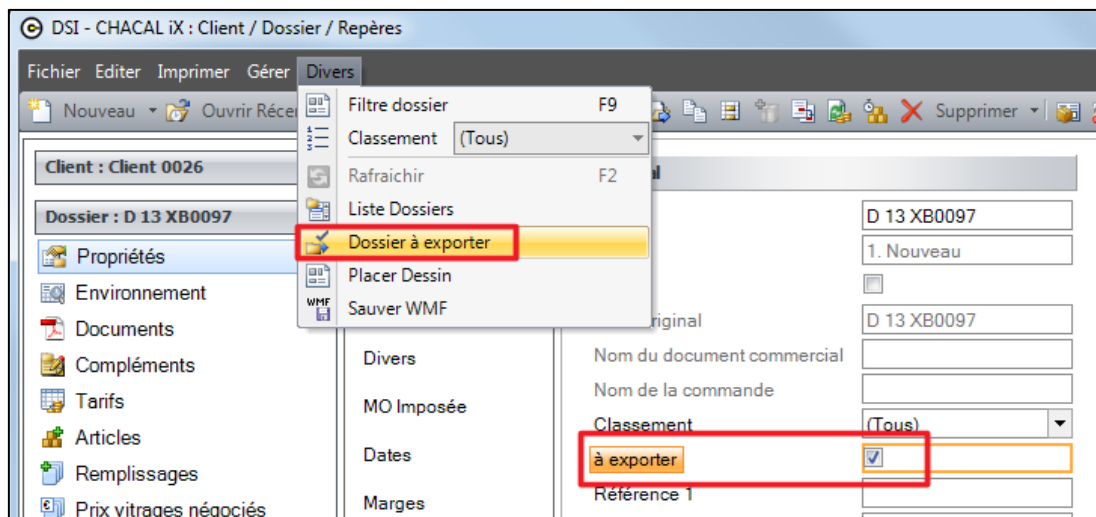 DSI - CHACAL iX : Client / Dossier / Repères
Fichier Editer Imprimer Gérer Divers
Nouveau Ouvrir Réce Supprimer
Filtre dossier F9
Classement (Tous)
Rafraichir F2
Liste Dossiers
Dossier à exporter
Placer Dessin
WMF Sauver WMF
Client : Client 0026
Dossier : D 13 XB0097
Propriétés
Environnement
Documents
Compléments
Tarifs
Articles
Remplissages
Prix vitrages négociés
Divers
MO Imposée
Dates
Marges
D 13 XB0097
1. Nouveau
riginal D 13 XB0097
Nom du document commercial
Nom de la commande
Classement (Tous)
à exporter
Référence 1